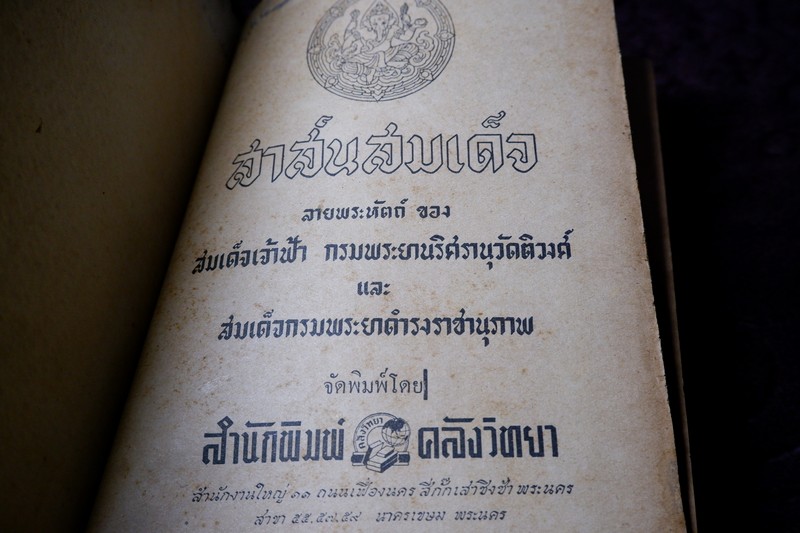 สาส์นสมเด็จ
ลายพระหัตถ์ ของ
สมเด็จเจ้าฟ้า กรมพระยานริศรานุวัดติวงศ์
และ
สมเด็จกรมพระยาดำรงราชานุภาพ
จัดพิมพ์โดย
สำนักพิมพ์ คลังวิทยา คลังวิทยา
สำนักงานใหญ่ ๑๑ ถนนเฟื่องนคร สี่กั๊กเสาชิงช้า พระนคร
สาขา ๕๕.๕๗.๕๙ นาครเขษม พระนคร